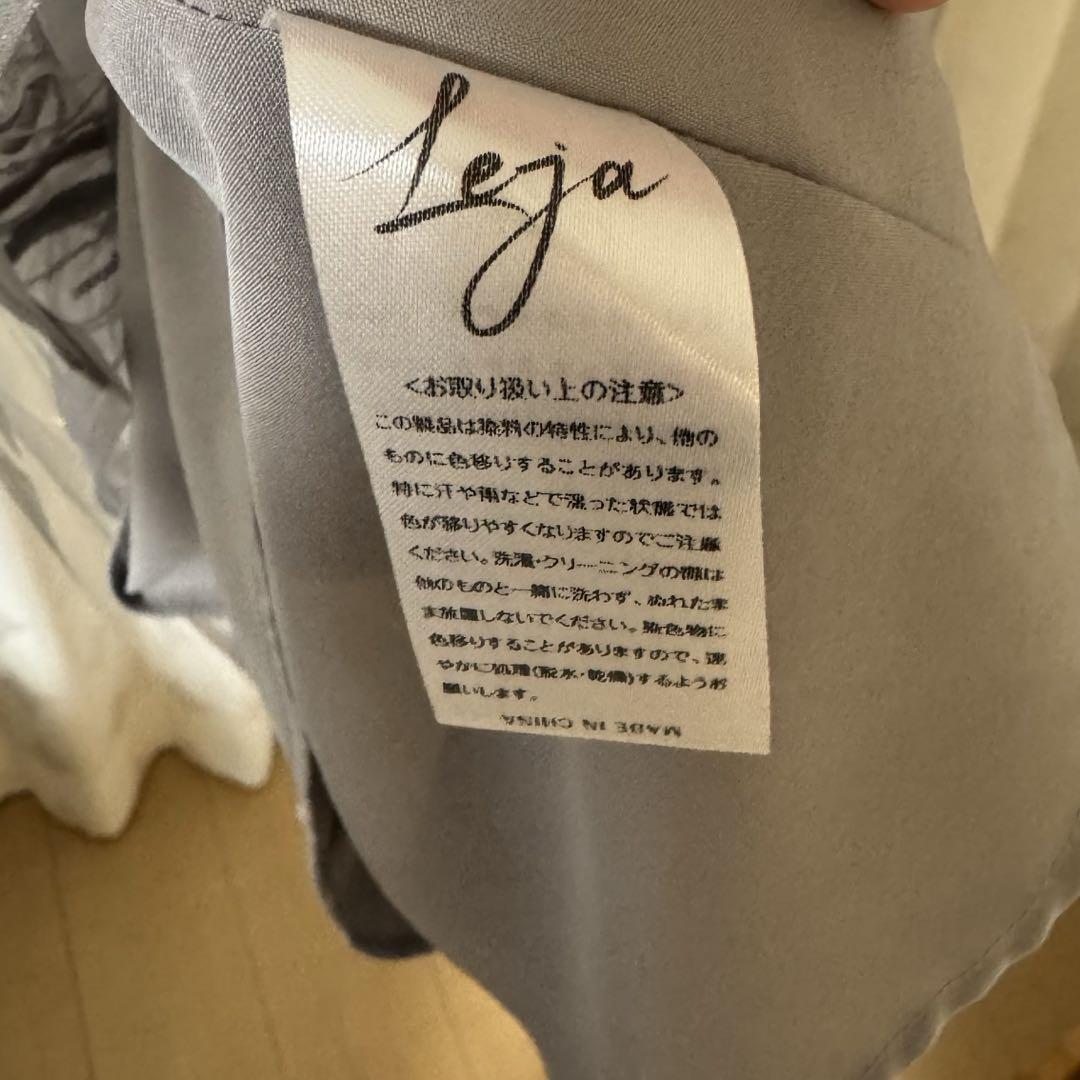 Leja
<お取り扱い上の注意>
この製品は染料の特性により、他の
ものに色移りすることがあります。
特に汗や雨などで湿った状態では
色が移りやすくなりますのでご注意
ください。洗濯・クリーニングの際は
他のものと一緒に洗わず、ぬれたま
ま放置しないでください。淡色物に
色移りすることがありますので、速
やかに処理(脱水・乾燥)するようお
願いします。
MADE IN CHINA